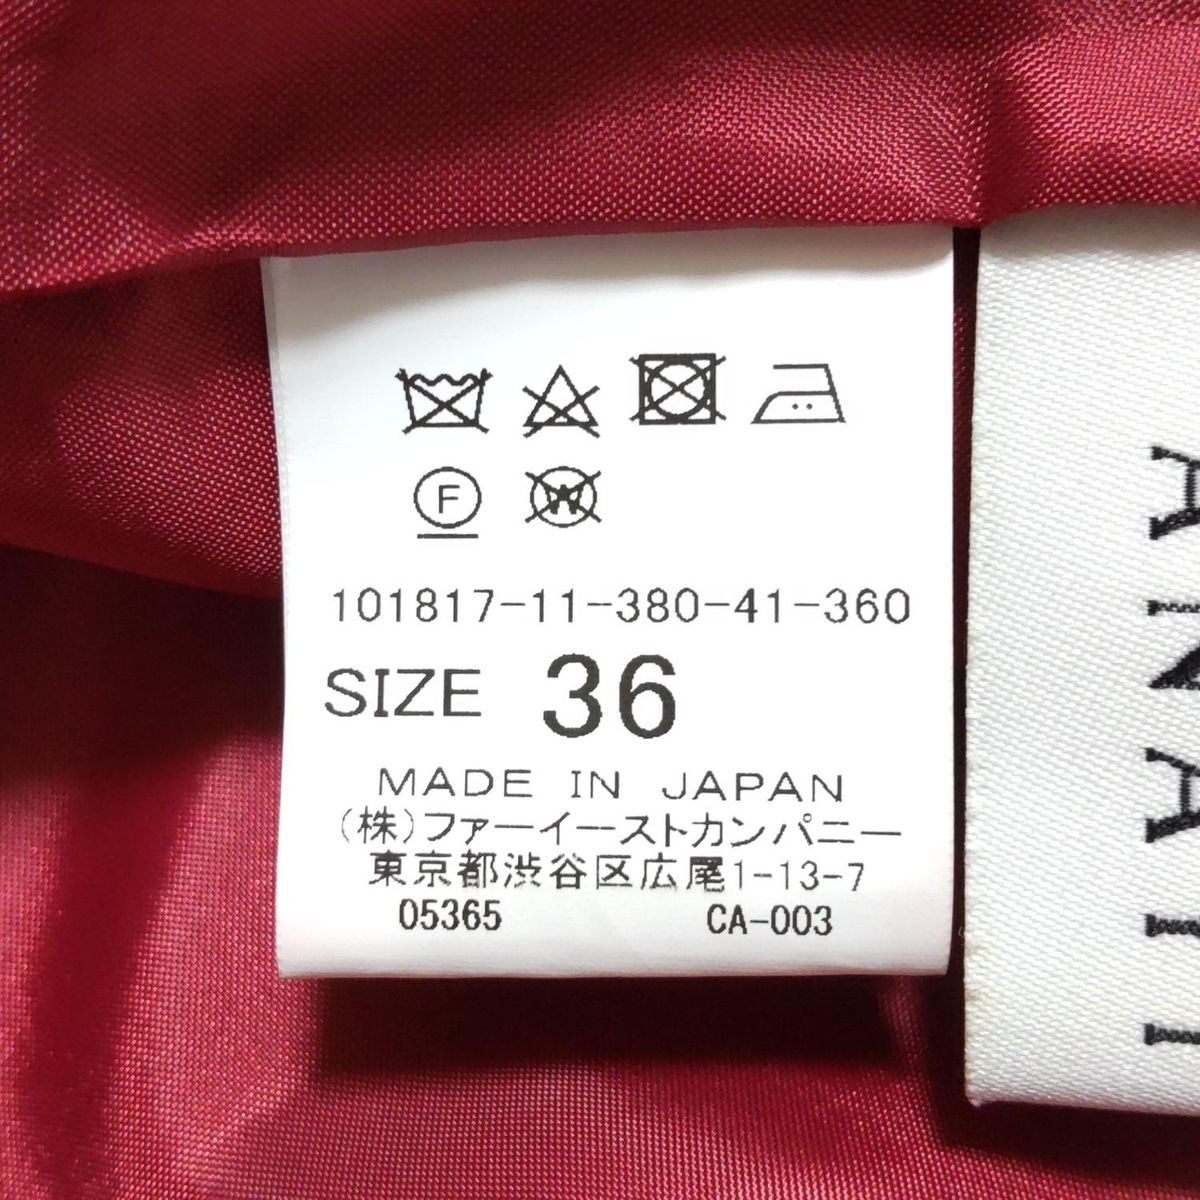 F
W
101817-11-380-41-360
SIZE 36
MADE IN JAPAN
(株)ファーイーストカンパニー
東京都渋谷区広尾1-13-7
05365 CA-003
ANA